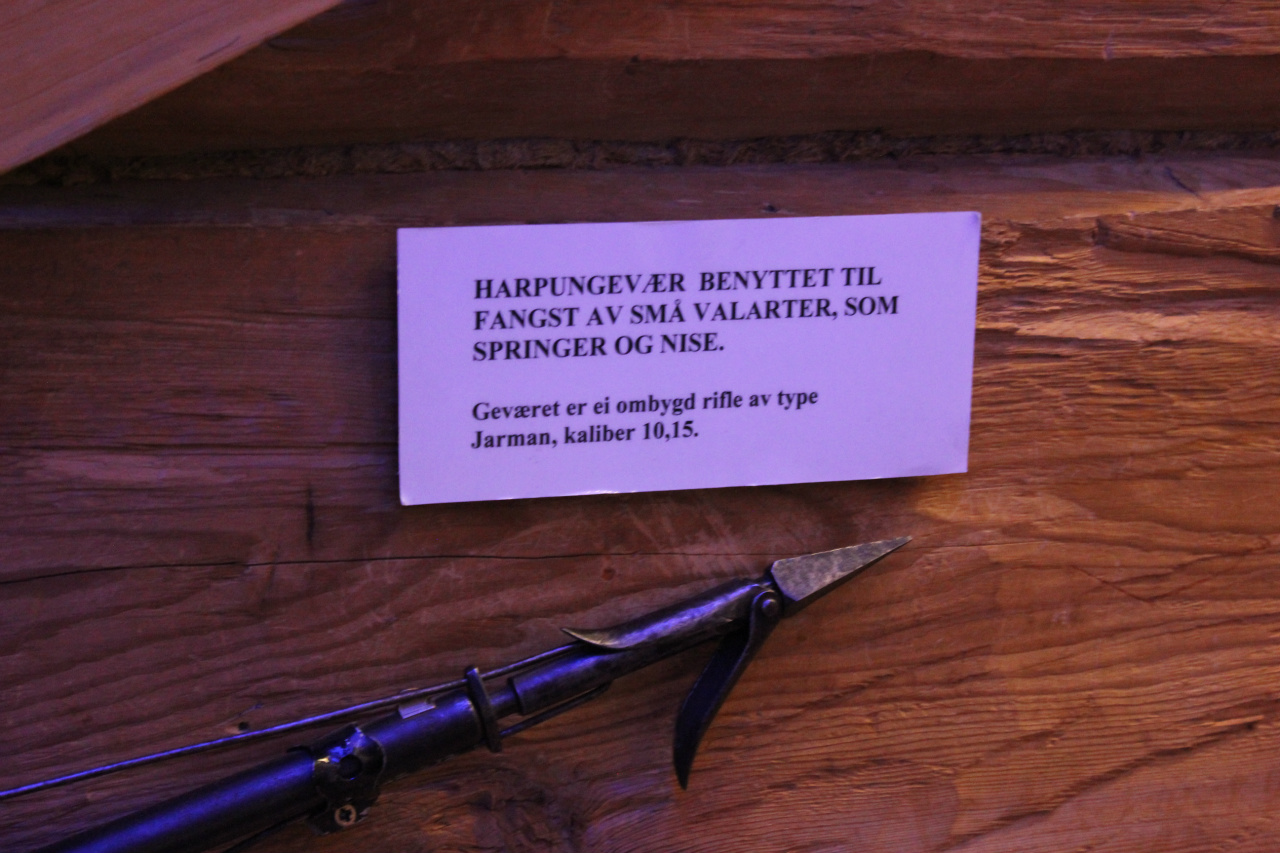 HARPUNGEVÆR BENYTTET TIL
FANGST AV SMÅ VALARTER, SOM
SPRINGER OG NISE.
Geværet er ei ombygd rifle av type
Jarman, kaliber 10,15.